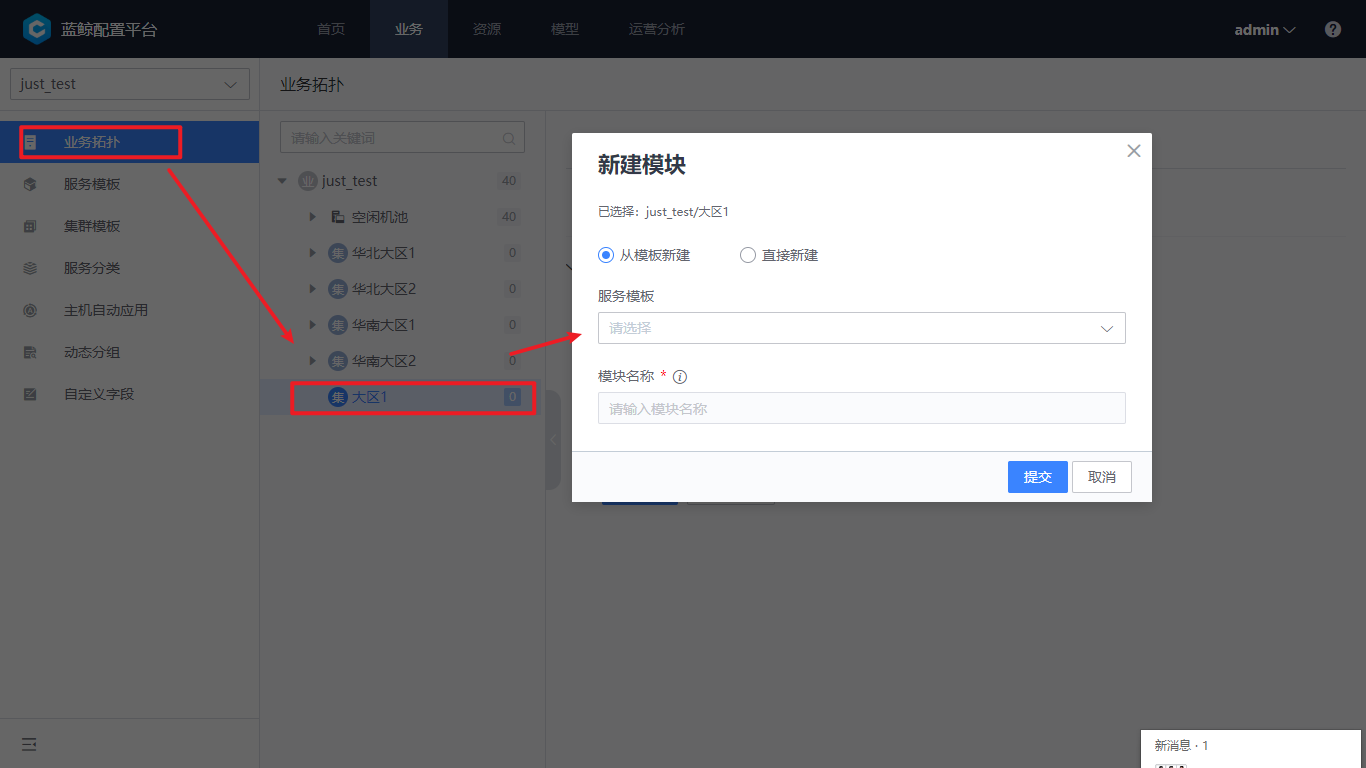 蓝鲸配置平台
首页
业务
资源
模型
运营分析
admin
just_test
业务拓扑
服务模板
集群模板
服务分类
主机自动应用
动态分组
自定义字段
业务拓扑
请输入关键词
业 just_test 40
空闲机池 40
集 华北大区1 0
集 华北大区2 0
集 华南大区1 0
集 华南大区2 0
集 大区1 0
新建模块
已选择：just_test/大区1
从模板新建
直接新建
服务模板
请选择
模块名称 *
请输入模块名称
提交
取消
新消息 · 1